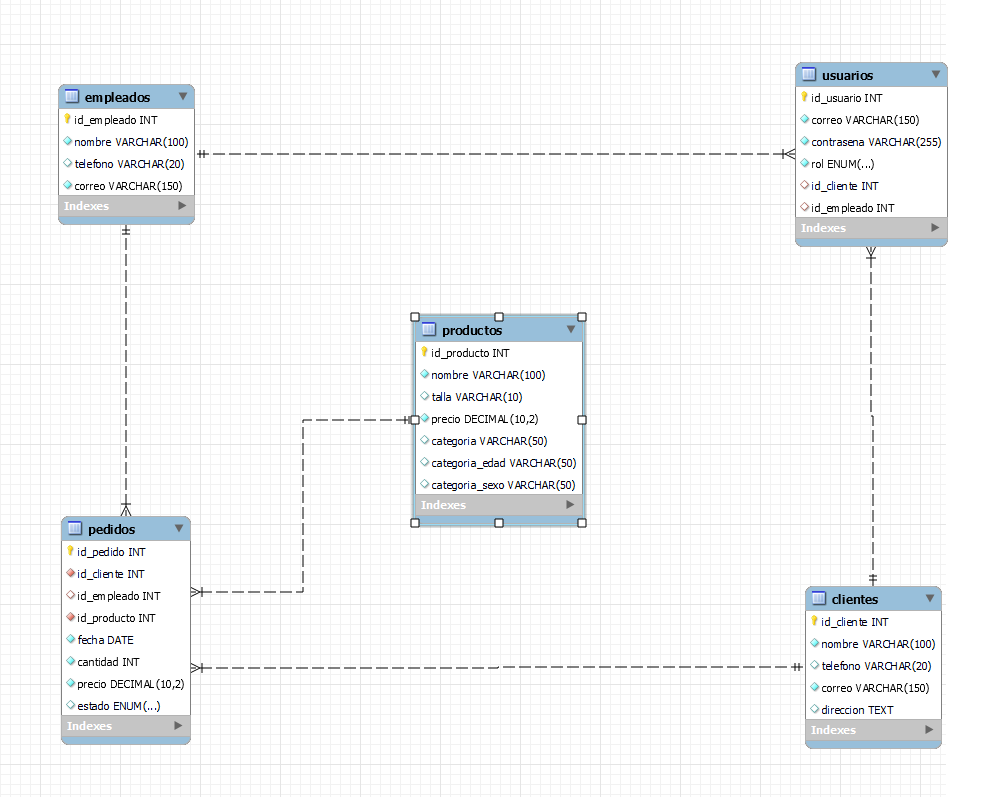 empleados
id_empleado INT
nombre VARCHAR(100)
telefono VARCHAR(20)
correo VARCHAR(150)
Indexes
usuarios
id_usuario INT
correo VARCHAR(150)
contrasena VARCHAR(255)
rol ENUM(...)
id_cliente INT
id_empleado INT
Indexes
productos
id_producto INT
nombre VARCHAR(100)
talla VARCHAR(10)
precio DECIMAL(10,2)
categoria VARCHAR(50)
categoria_edad VARCHAR(50)
categoria_sexo VARCHAR(50)
Indexes
pedidos
id_pedido INT
id_cliente INT
id_empleado INT
id_producto INT
fecha DATE
cantidad INT
precio DECIMAL(10,2)
estado ENUM(...)
Indexes
clientes
id_cliente INT
nombre VARCHAR(100)
telefono VARCHAR(20)
correo VARCHAR(150)
direccion TEXT
Indexes